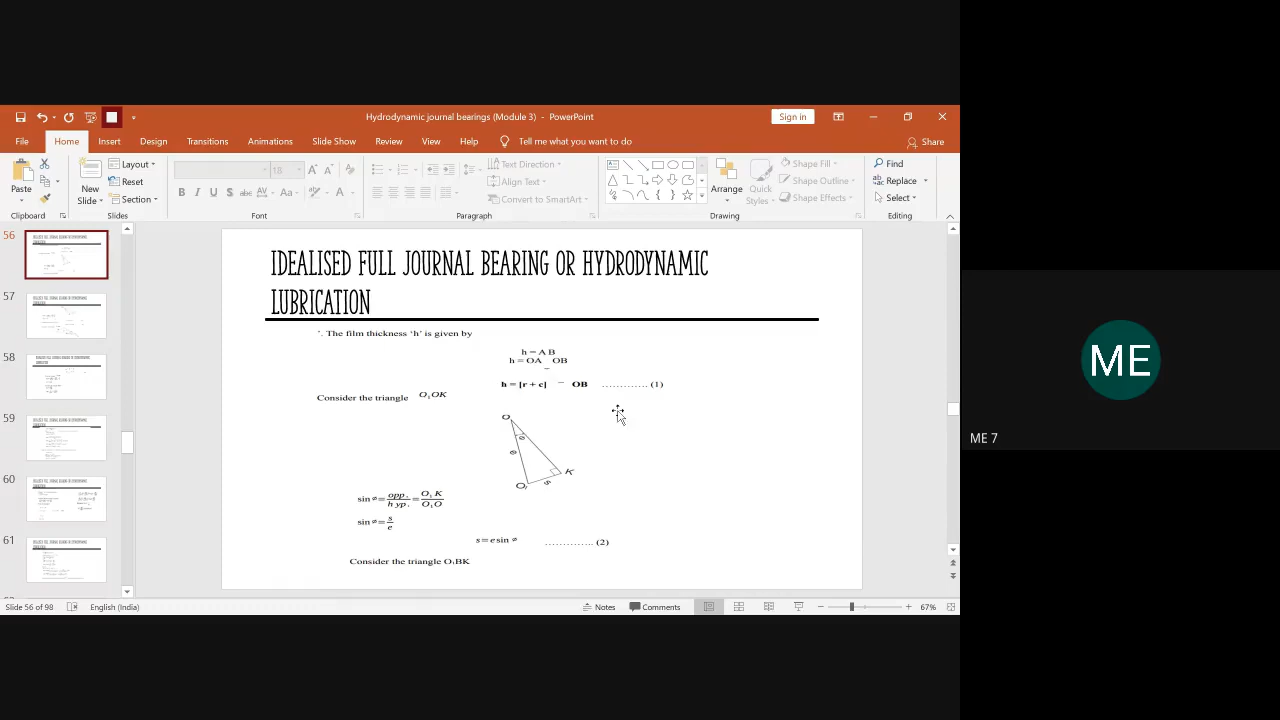 Hydrodynamic journal bearings (Module 3) - PowerPoint
Sign in
File Home Insert Design Transitions Animations Slide Show Review View Help Tell me what you want to do Share
Paste
New Slide
Layout
Reset
Section
18
Text Direction
Align Text
Convert to SmartArt
Arrange
Quick Styles
Shape Fill
Shape Outline
Shape Effects
Find
Replace
Select
Clipboard Slides Font Paragraph Drawing Editing
56
57
58
59
60
61
IDEALISED FULL JOURNAL BEARING OR HYDRODYNAMIC
LUBRICATION
The film thickness ‘h’ is given by
h = AB
h = OA _ OB
h = [r + c] − OB ............. (1)
Consider the triangle O₁OK
O
K
O₁
e
s
sin ∝ = opp. / hyp. = O₁K / O₁O
sin ∝ = s / e
s = e sin ∝ .............. (2)
Consider the triangle O₁BK
Slide 56 of 98 English (India) Notes Comments 67%
ME
ME 7